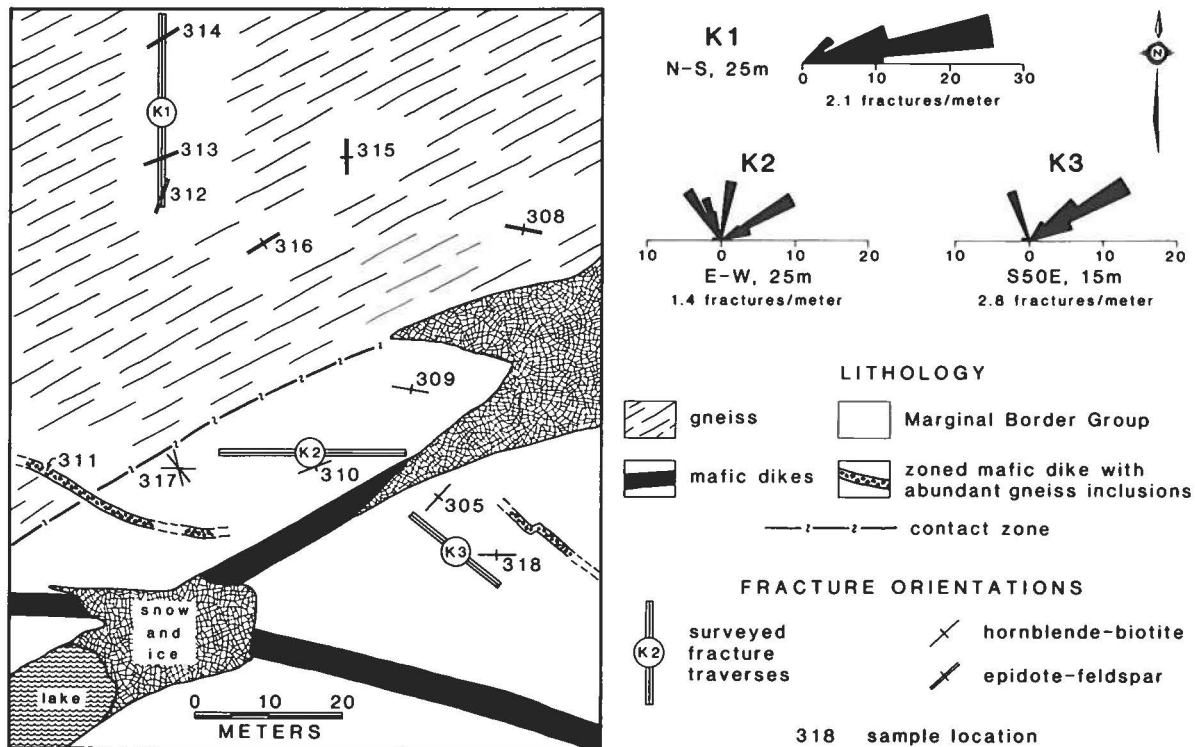 314
K1
313
315
312
316
308
309
K2
310
311
317
305
K3
318
snow
and
ice
lake
0 10 20
METERS
K1
N-S, 25m
0 10 20 30
2.1 fractures/meter
N
K2
10 0 10 20
E-W, 25m
1.4 fractures/meter
K3
10 0 10 20
S50E, 15m
2.8 fractures/meter
LITHOLOGY
gneiss
Marginal Border Group
mafic dikes
zoned mafic dike with
abundant gneiss inclusions
contact zone
FRACTURE ORIENTATIONS
K2
surveyed
fracture
traverses
hornblende-biotite
epidote-feldspar
318 sample location